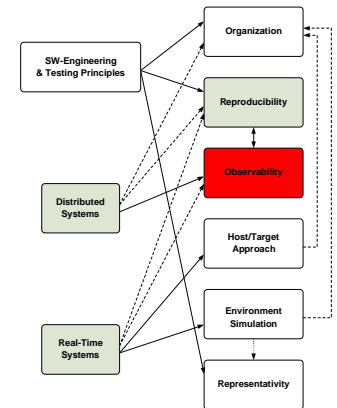 Organization
SW-Engineering
& Testing Principles
Reproducibility
Observability
Distributed
Systems
Host/Target
Approach
Environment
Simulation
Real-Time
Systems
Representativity